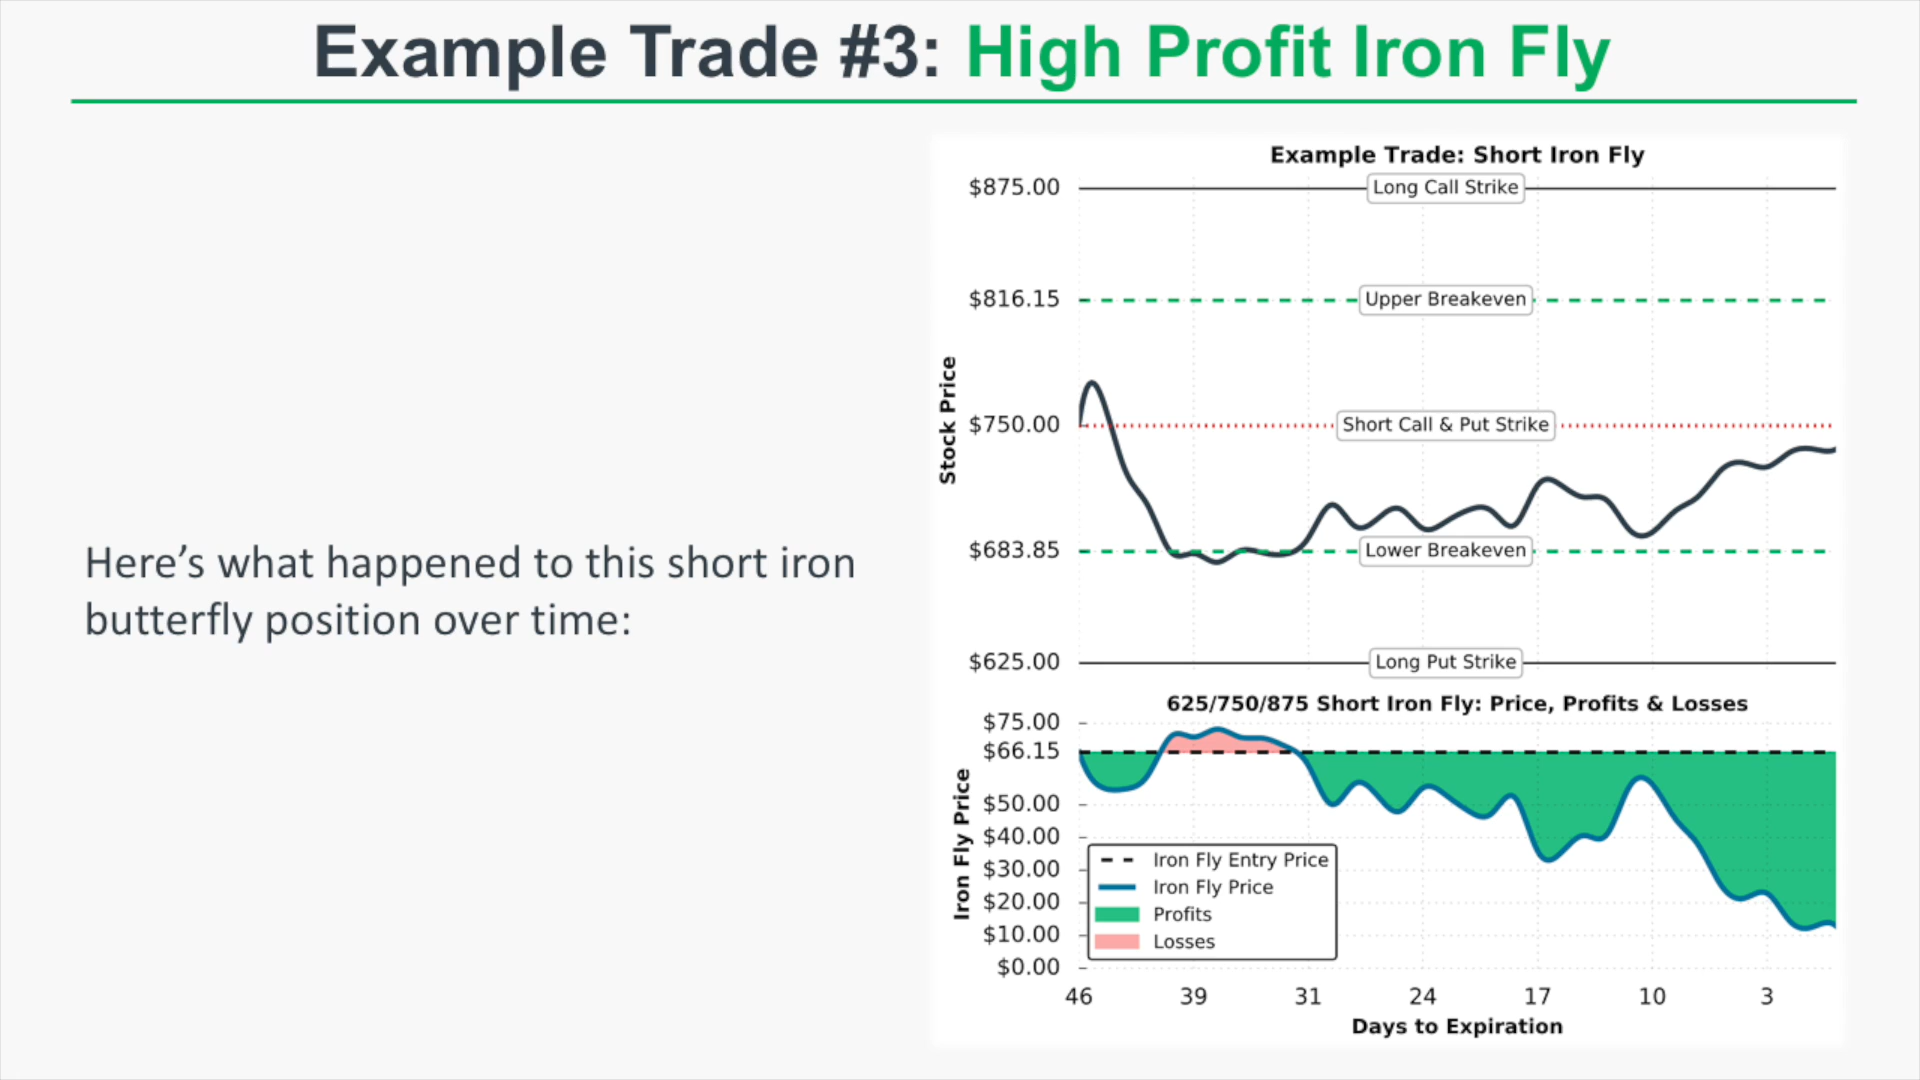 Example Trade #3: High Profit Iron Fly
Here’s what happened to this short iron
butterfly position over time:
Example Trade: Short Iron Fly
Stock Price
$875.00
Long Call Strike
$816.15
Upper Breakeven
$750.00
Short Call & Put Strike
$683.85
Lower Breakeven
$625.00
Long Put Strike
625/750/875 Short Iron Fly: Price, Profits & Losses
Iron Fly Price
$75.00
$66.15
$50.00
$40.00
$30.00
$20.00
$10.00
$0.00
Iron Fly Entry Price
Iron Fly Price
Profits
Losses
46 39 31 24 17 10 3
Days to Expiration